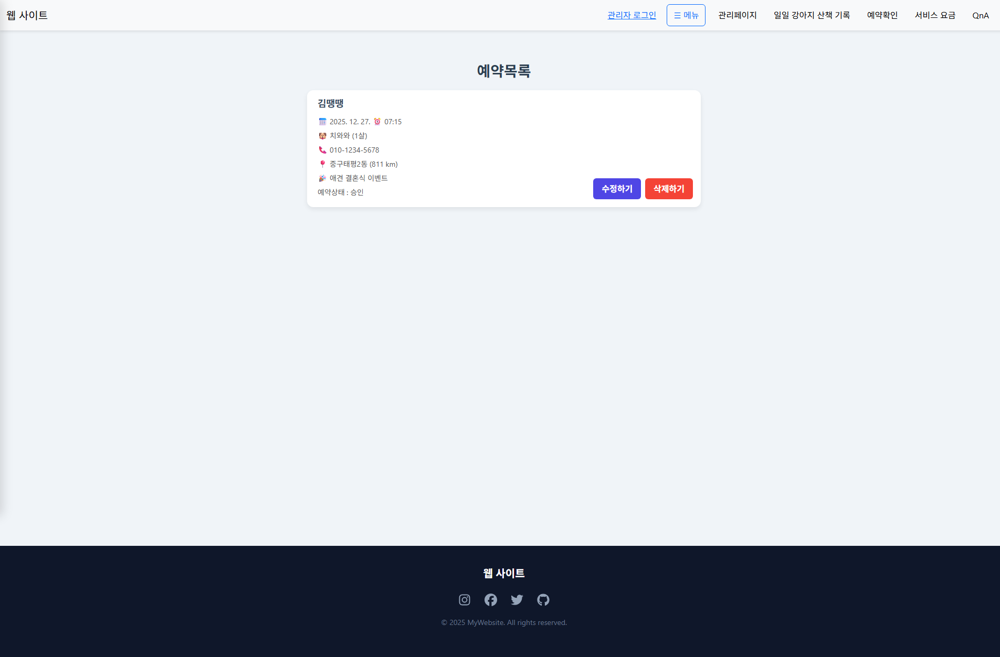 웹 사이트
관리자 로그인 ☰ 메뉴 관리페이지 일일 강아지 산책 기록 예약확인 서비스 요금 QnA
예약목록
김땡땡
2025. 12. 27. ⏰ 07:15
치와와 (1살)
010-1234-5678
중구태평2동 (811 km)
애견 결혼식 이벤트
예약상태 : 승인
수정하기 삭제하기
웹 사이트
© 2025 MyWebsite. All rights reserved.